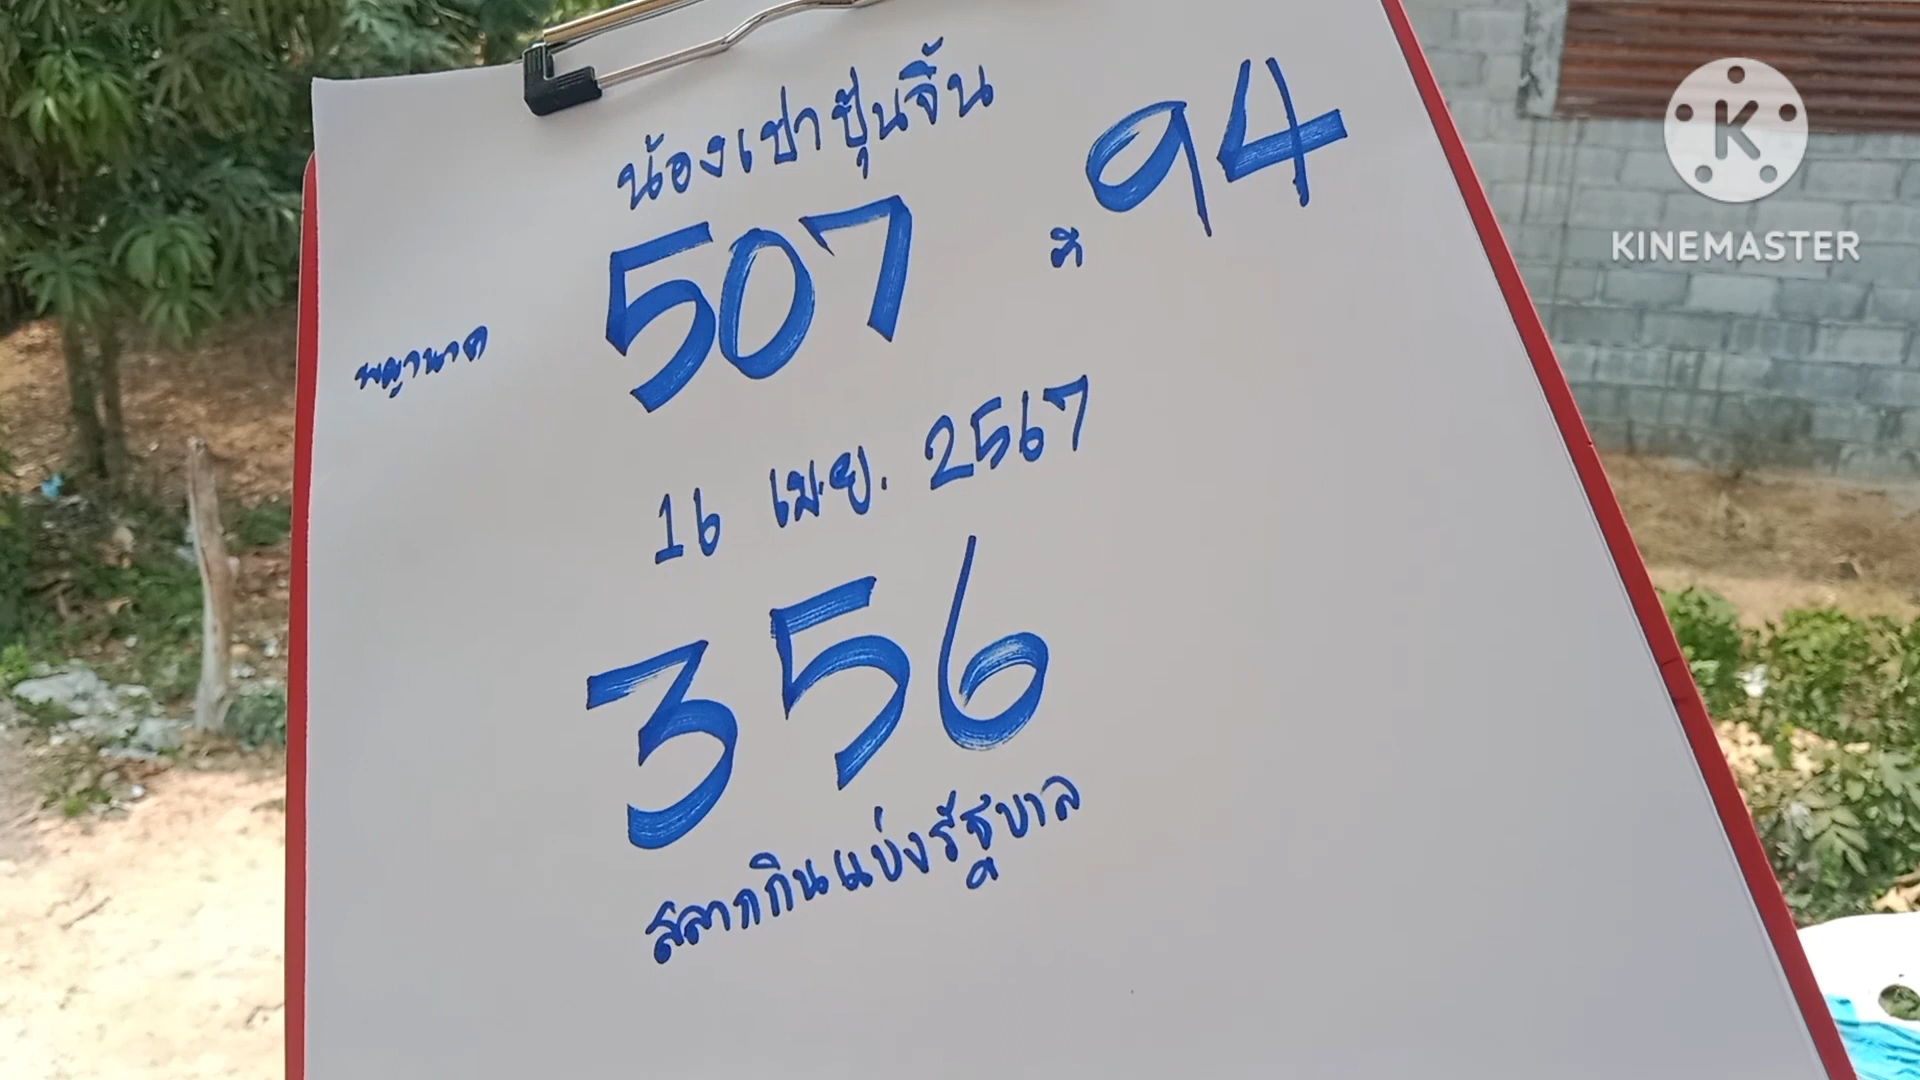 น้องเปาปุ้นจิ้น
94
507
ที
พญานาค
16 เม.ย. 2567
356
สลากกินแบ่งรัฐบาล
KINEMASTER